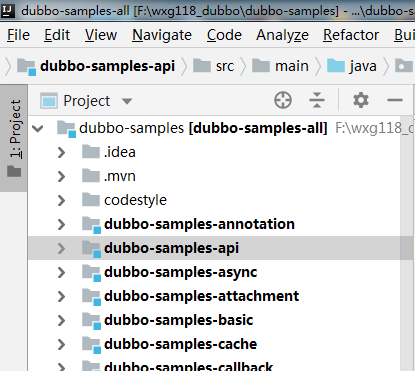 dubbo-samples-all [F:\wxg118_dubbo\dubbo-samples] - ...\dubbo-s
File Edit View Navigate Code Analyze Refactor Buil
dubbo-samples-api src main java
Project
1: Project
dubbo-samples [dubbo-samples-all] F:\wxg118_d
.idea
.mvn
codestyle
dubbo-samples-annotation
dubbo-samples-api
dubbo-samples-async
dubbo-samples-attachment
dubbo-samples-basic
dubbo-samples-cache
dubbo-samples-callback